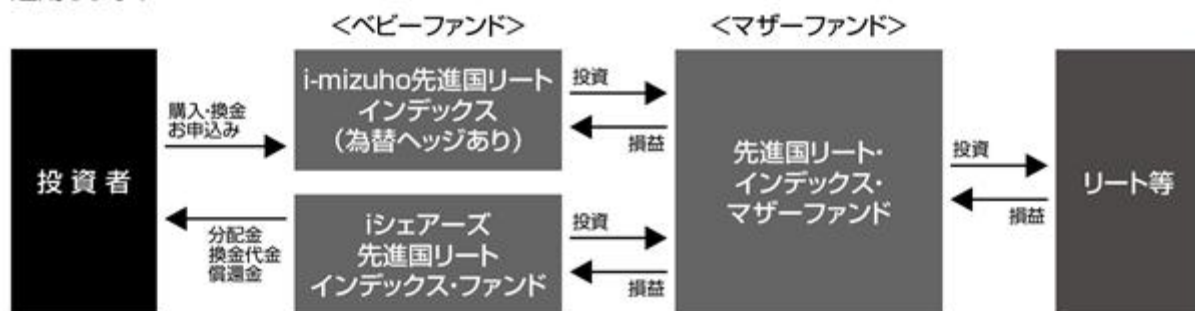 <ベビーファンド>
<マザーファンド>
投資者
購入・換金
お申込み
分配金
換金代金
償還金
i-mizuho先進国リート
インデックス
(為替ヘッジあり)
iシェアーズ
先進国リート
インデックス・ファンド
投資
損益
投資
損益
先進国リート・
インデックス・
マザーファンド
投資
損益
リート等